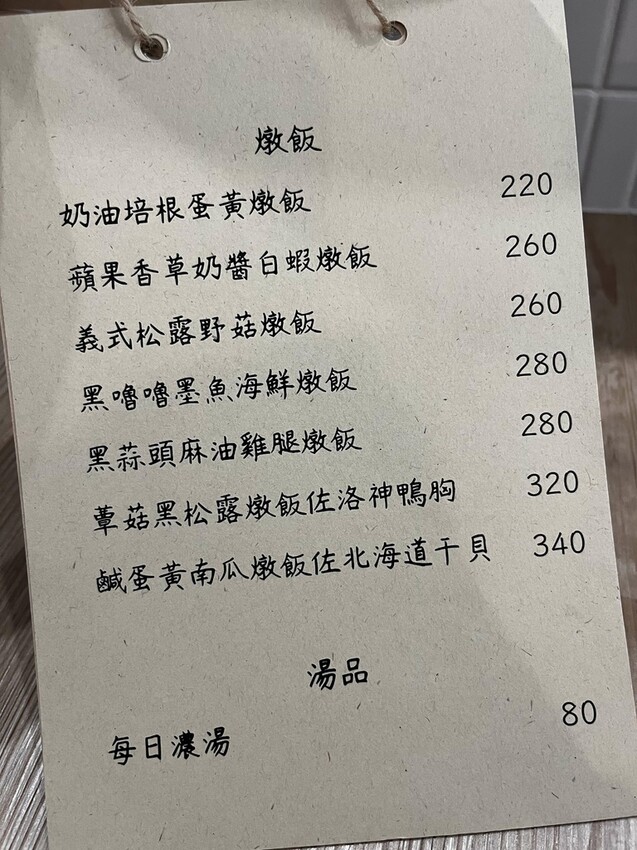 燉飯
奶油培根蛋黃燉飯 220
蘋果香草奶醬白蝦燉飯 260
義式松露野菇燉飯 260
黑嚕嚕墨魚海鮮燉飯 280
黑蒜頭麻油雞腿燉飯 280
蕈菇黑松露燉飯佐洛神鴨胸 320
鹹蛋黃南瓜燉飯佐北海道干貝 340
湯品
每日濃湯 80